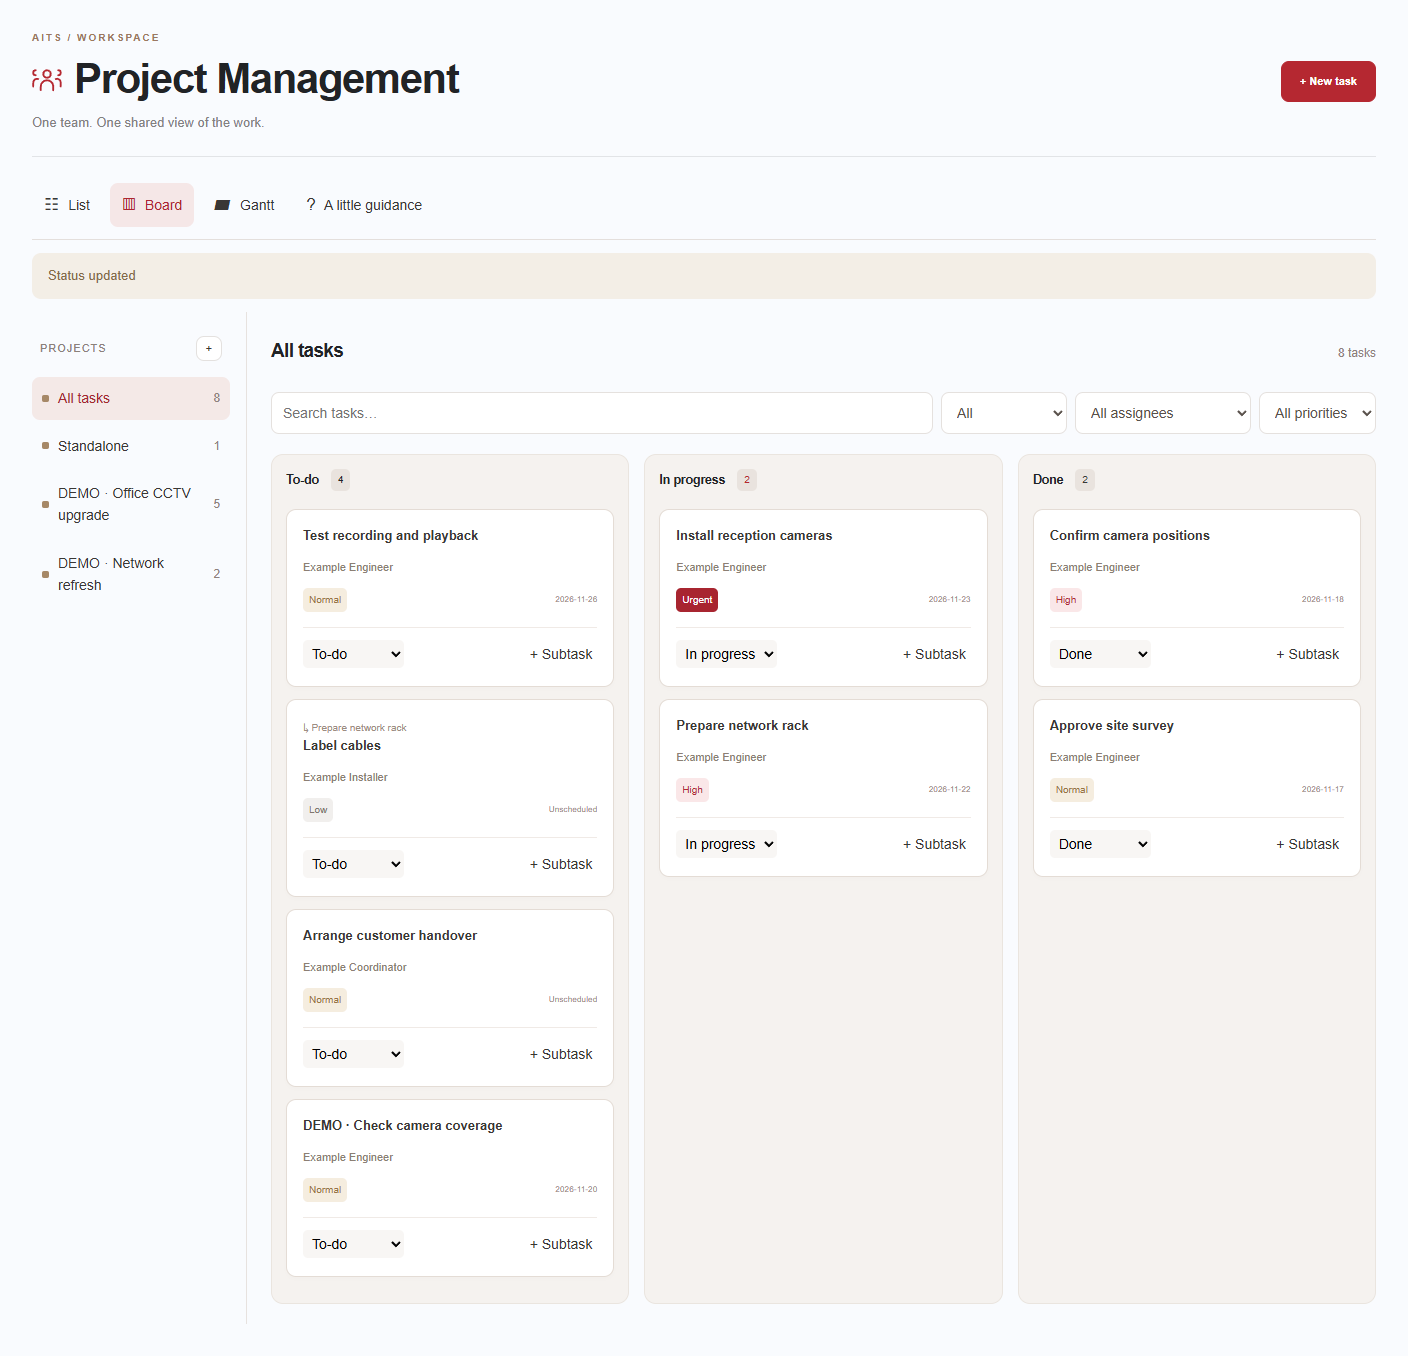 AITS / WORKSPACE
Project Management
+ New task
One team. One shared view of the work.
List
Board
Gantt
? A little guidance
Status updated
PROJECTS
+
All tasks
8
Standalone
1
DEMO · Office CCTV
upgrade
5
DEMO · Network
refresh
2
All tasks
8 tasks
Search tasks...
All
All assignees
All priorities
To-do
4
Test recording and playback
Example Engineer
Normal
2026-11-26
To-do
+ Subtask
↳ Prepare network rack
Label cables
Example Installer
Low
Unscheduled
To-do
+ Subtask
Arrange customer handover
Example Coordinator
Normal
Unscheduled
To-do
+ Subtask
DEMO · Check camera coverage
Example Engineer
Normal
2026-11-20
To-do
+ Subtask
In progress
2
Install reception cameras
Example Engineer
Urgent
2026-11-23
In progress
+ Subtask
Prepare network rack
Example Engineer
High
2026-11-22
In progress
+ Subtask
Done
2
Confirm camera positions
Example Engineer
High
2026-11-18
Done
+ Subtask
Approve site survey
Example Engineer
Normal
2026-11-17
Done
+ Subtask